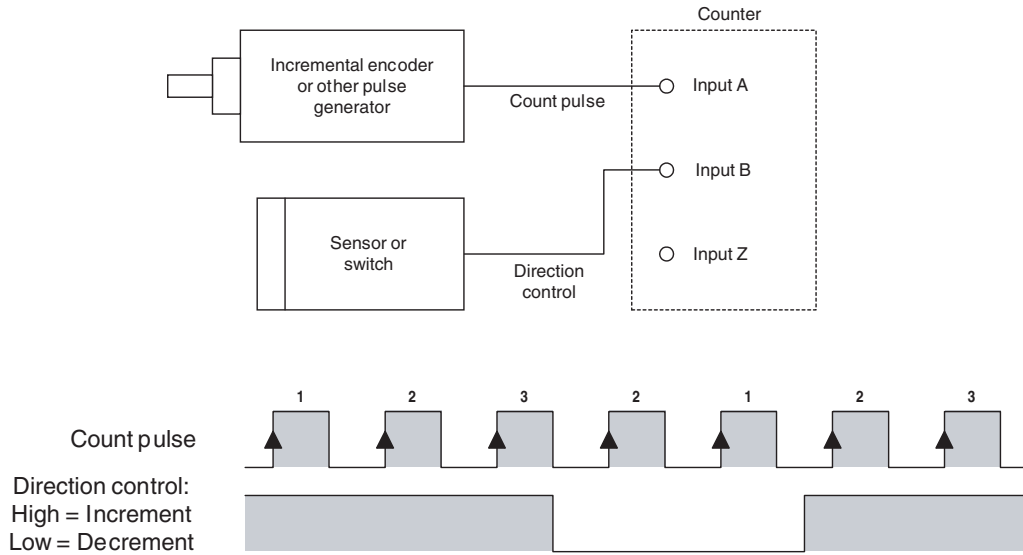 Counter
Incremental encoder
or other pulse
generator
Count pulse
Input A
Input B
Sensor or
switch
Direction
control
Input Z
1 2 3 2 1 2 3
Count pulse
Direction control:
High = Increment
Low = Decrement